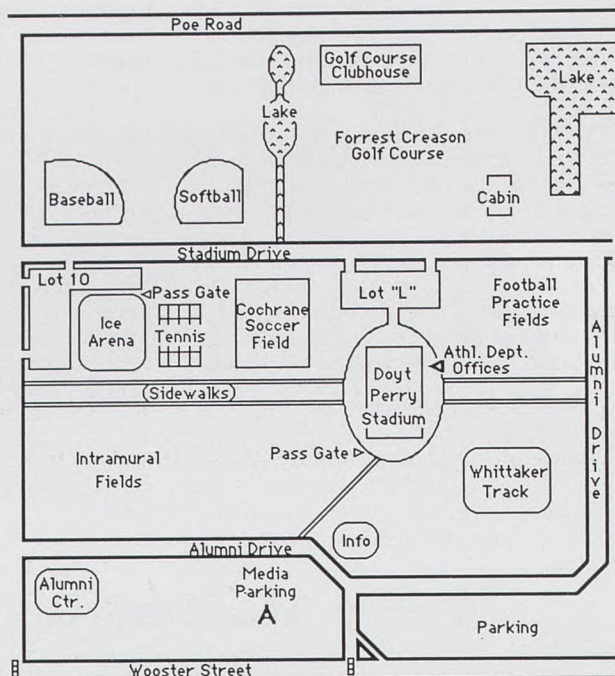 Poe Road
Golf Course
Clubhouse
Lake
Lake
Forrest Creason
Golf Course
Baseball
Softball
Cabin
Stadium Drive
Lot 10
Pass Gate
Ice
Arena
Tennis
Cochrane
Soccer
Field
Lot "L"
Football
Practice
Fields
Athl. Dept.
Offices
Doyt
Perry
Stadium
(Sidewalks)
Alumni Drive
Intramural
Fields
Pass Gate
Whittaker
Track
Info
Alumni Drive
Alumni
Ctr.
Media
Parking
Parking
Wooster Street